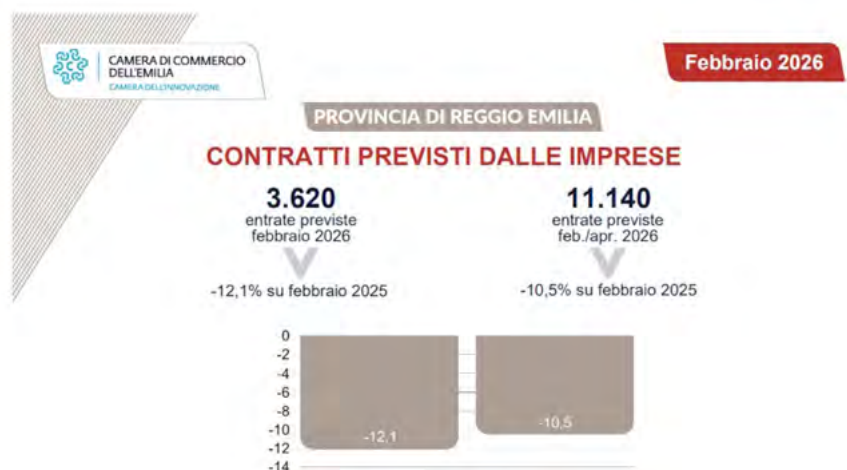 CAMERA DI COMMERCIO
DELL'EMILIA
CAMERA DELL'INNOVAZIONE
Febbraio 2026
PROVINCIA DI REGGIO EMILIA
CONTRATTI PREVISTI DALLE IMPRESE
3.620
entrate previste
febbraio 2026
-12,1% su febbraio 2025
11.140
entrate previste
feb./apr. 2026
-10,5% su febbraio 2025
0
-2
-4
-6
-8
-10
-12
-14
-12,1
-10,5